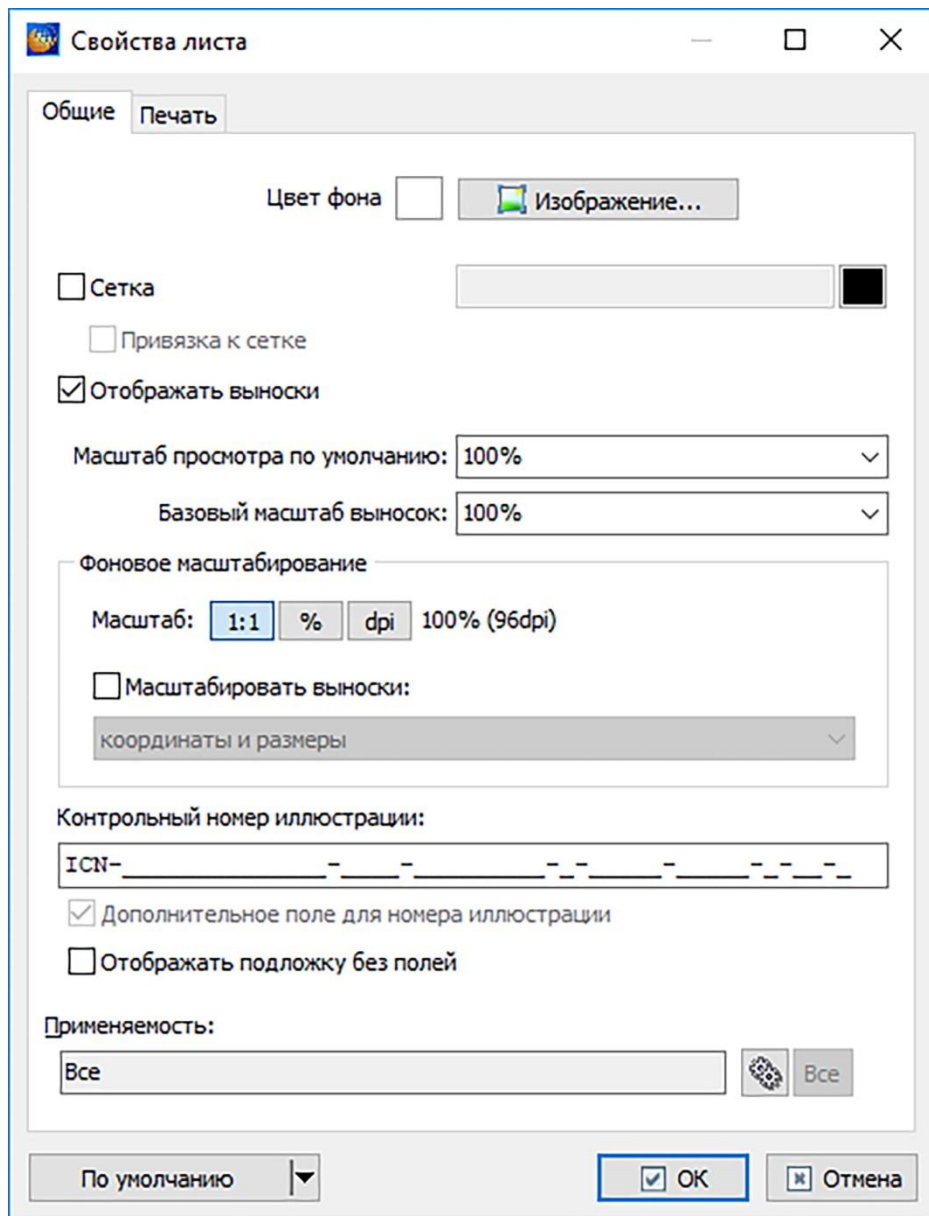 Свойства листа
Общие Печать
Цвет фона Изображение...
Сетка
Привязка к сетке
Отображать выноски
Масштаб просмотра по умолчанию: 100%
Базовый масштаб выносок: 100%
Фоновое масштабирование
Масштаб: 1:1 % dpi 100% (96dpi)
Масштабировать выноски:
координаты и размеры
Контрольный номер иллюстрации:
ICN-______________-____-_________-_-_____-_____-_-__-_
Дополнительное поле для номера иллюстрации
Отображать подложку без полей
Применяемость:
Все Все
По умолчанию ОК Отмена